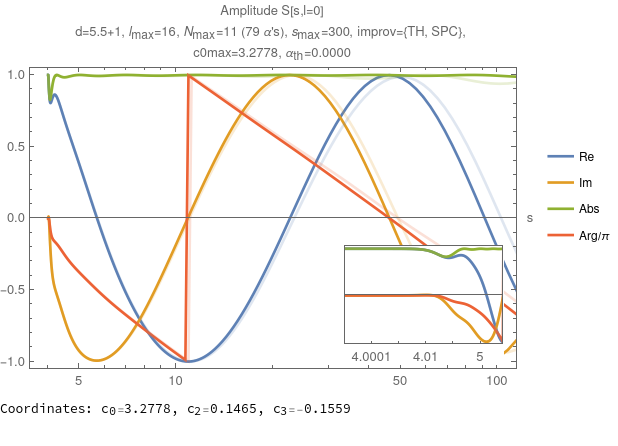 Amplitude S[s,l=0]
d=5.5+1, lmax=16, Nmax=11 (79 α's), smax=300, improv={TH, SPC},
c0max=3.2778, αth=0.0000
1.0
0.5
0.0
−0.5
−1.0
5
10
50
100
s
4.0001
4.01
5
Re
Im
Abs
Arg/π
Coordinates: c0=3.2778, c2=0.1465, c3=−0.1559